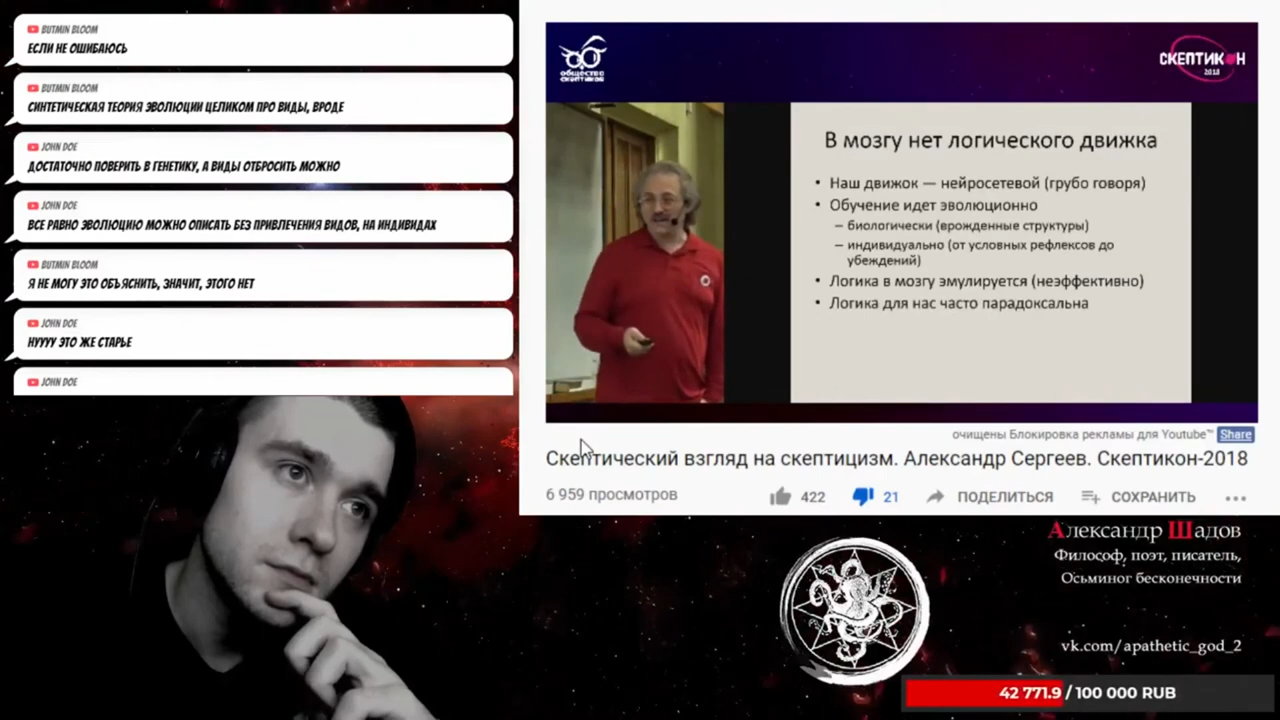 BUTMIN BLOOM
ЕСЛИ НЕ ОШИБАЮСЬ
BUTMIN BLOOM
СИНТЕТИЧЕСКАЯ ТЕОРИЯ ЭВОЛЮЦИИ ЦЕЛИКОМ ПРО ВИДЫ, ВРОДЕ
JOHN DOE
ДОСТАТОЧНО ПОВЕРИТЬ В ГЕНЕТИКУ, А ВИДЫ ОТБРОСИТЬ МОЖНО
JOHN DOE
ВСЕ РАВНО ЭВОЛЮЦИЮ МОЖНО ОПИСАТЬ БЕЗ ПРИВЛЕЧЕНИЯ ВИДОВ, НА ИНДИВИДАХ
BUTMIN BLOOM
Я НЕ МОГУ ЭТО ОБЪЯСНИТЬ, ЗНАЧИТ, ЭТОГО НЕТ
JOHN DOE
НУУУУ ЭТО ЖЕ СТАРЬЕ
JOHN DOE
общество
скептиков
СКЕПТИКОН
2018
В мозгу нет логического движка
• Наш движок — нейросетевой (грубо говоря)
• Обучение идет эволюционно
– биологически (врожденные структуры)
– индивидуально (от условных рефлексов до
убеждений)
• Логика в мозгу эмулируется (неэффективно)
• Логика для нас часто парадоксальна
очищены Блокировка рекламы для Youtube™ Share
Скептический взгляд на скептицизм. Александр Сергеев. Скептикон-2018
6 959 просмотров 422 21 ПОДЕЛИТЬСЯ СОХРАНИТЬ
Александр Шадов
Философ, поэт, писатель,
Осьминог бесконечности
vk.com/apathetic_god_2
42 771.9 / 100 000 RUB